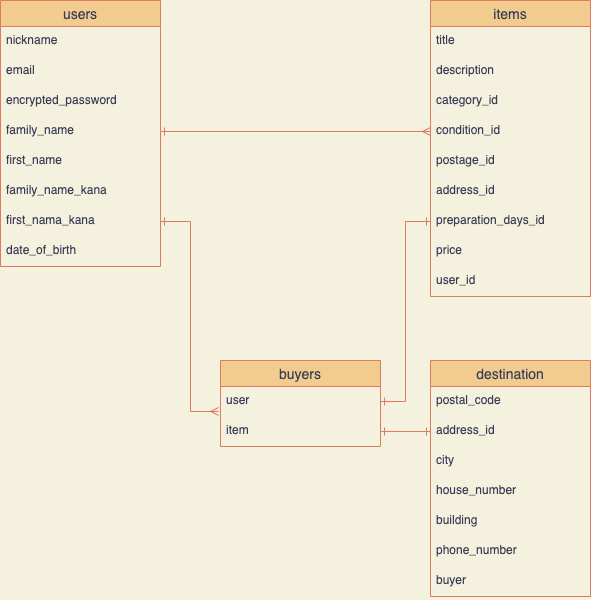 users
nickname
email
encrypted_password
family_name
first_name
family_name_kana
first_nama_kana
date_of_birth
items
title
description
category_id
condition_id
postage_id
address_id
preparation_days_id
price
user_id
buyers
user
item
destination
postal_code
address_id
city
house_number
building
phone_number
buyer